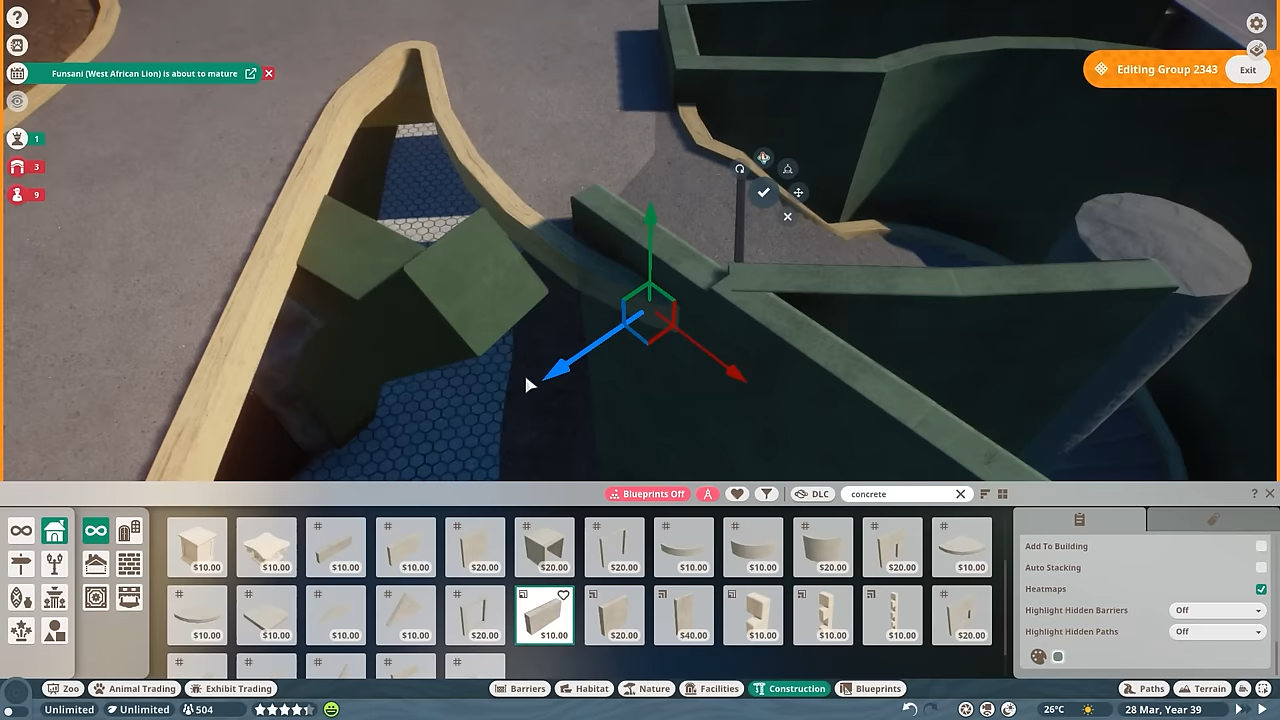 ?
Funsani (West African Lion) is about to mature
1
3
9
Editing Group 2343
Exit
Blueprints Off
DLC
concrete
?
$10.00 $10.00 $10.00 $10.00 $20.00 $20.00 $20.00 $10.00 $10.00 $20.00 $20.00 $10.00
$10.00 $10.00 $10.00 $10.00 $20.00 $10.00 $20.00 $40.00 $10.00 $10.00 $10.00 $20.00
Add To Building
Auto Stacking
Heatmaps
Highlight Hidden Barriers Off
Highlight Hidden Paths Off
Zoo Animal Trading Exhibit Trading Barriers Habitat Nature Facilities Construction Blueprints Paths Terrain
Unlimited Unlimited 504 26°C 28 Mar, Year 39